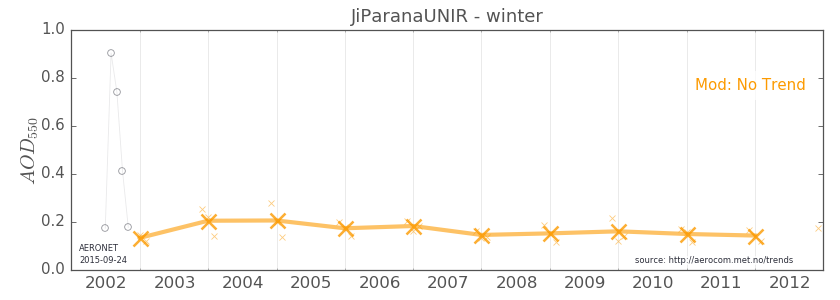 JiParanaUNIR - winter
1.0
0.8
0.6
0.4
0.2
0.0
AOD550
Mod: No Trend
AERONET
2015-09-24
source: http://aerocom.met.no/trends
2002 2003 2004 2005 2006 2007 2008 2009 2010 2011 2012